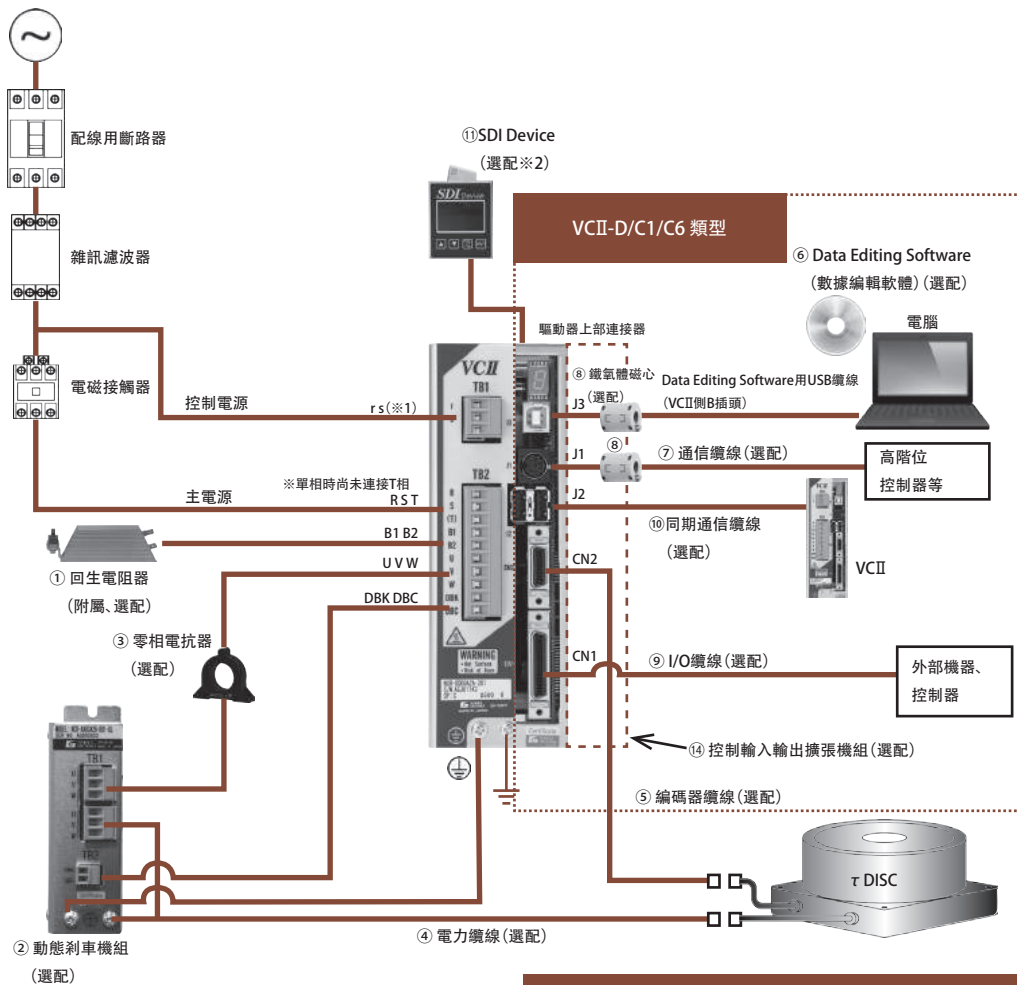 配線用斷路器
雜訊濾波器
電磁接觸器
⑪SDI Device
(選配※2)
SDI Device
VCⅡ-D/C1/C6 類型
⑥ Data Editing Software
(數據編輯軟體)(選配)
電腦
驅動器上部連接器
控制電源
r s(※1)
VCⅡ
TB1
⑧ 鐵氧體磁心
(選配)
J3
Data Editing Software用USB纜線
(VCⅡ側B插頭)
⑧
J1
⑦ 通信纜線(選配)
高階位
控制器等
J2
⑩同期通信纜線
(選配)
VCⅡ
主電源
※單相時尚未連接T相
R S T
TB2
R
S
(T)
B1
B2
U
V
W
DBK
DBC
B1 B2
U V W
DBK DBC
① 回生電阻器
(附屬、選配)
③ 零相電抗器
(選配)
CN2
CN1
⑨ I/O纜線(選配)
外部機器、
控制器
WARNING
⑭ 控制輸入輸出擴張機組(選配)
⑤ 編碼器纜線(選配)
TB1
U
V
W
U
V
W
TB2
τ DISC
④ 電力纜線(選配)
② 動態剎車機組
(選配)